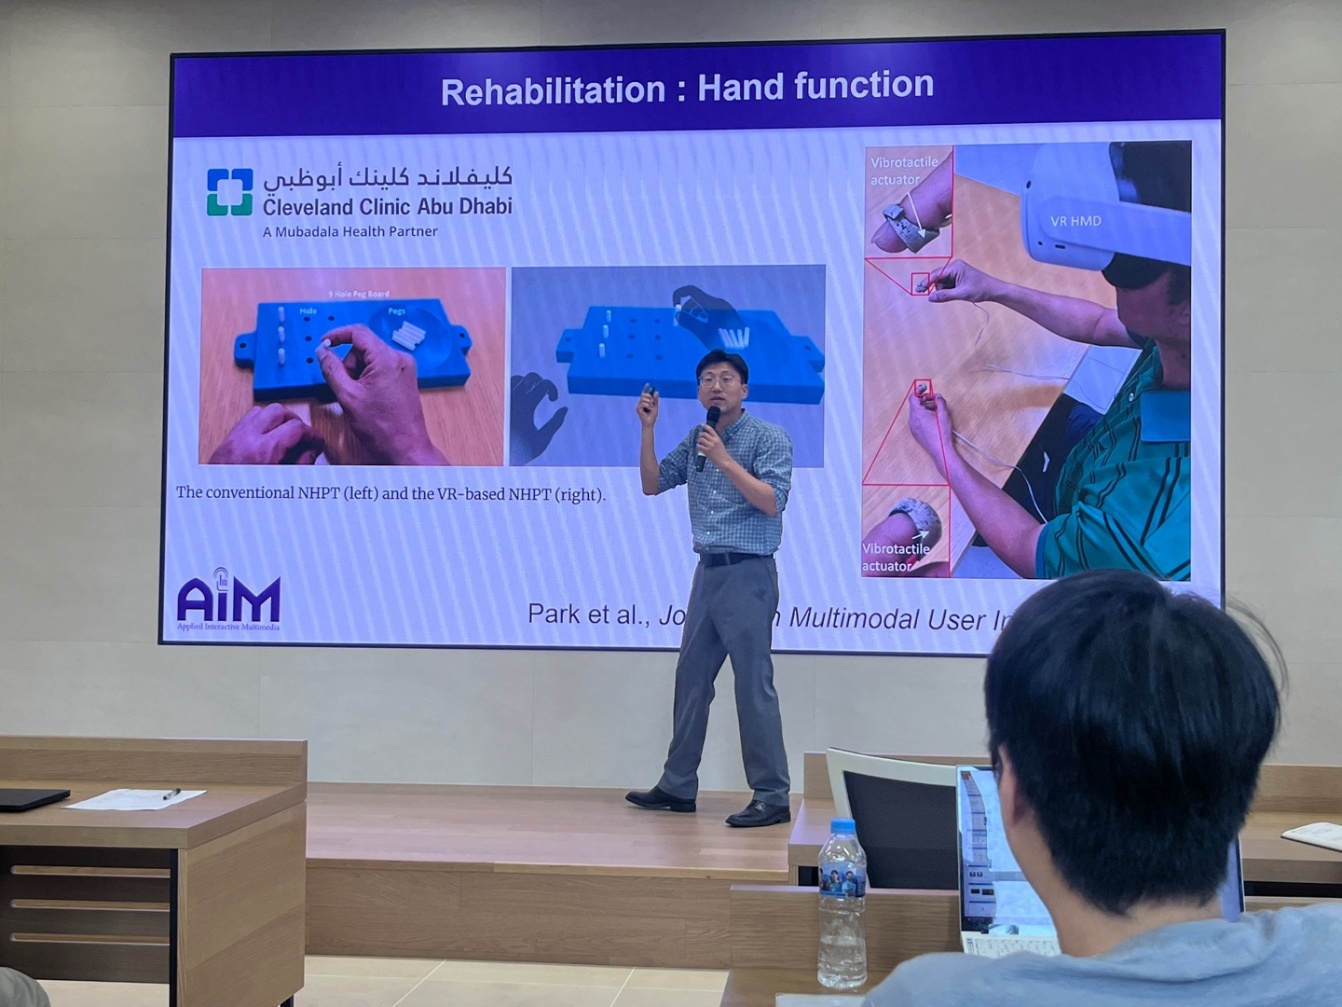 Rehabilitation : Hand function
كليفلاند كلينك أبوظبي
Cleveland Clinic Abu Dhabi
A Mubadala Health Partner
9 Hole Peg Board
Hole
Pegs
The conventional NHPT (left) and the VR-based NHPT (right).
Vibrotactile
actuator
VR HMD
Vibrotactile
actuator
AiM
Applied Interactive Multimedia
Park et al., Multimodal User